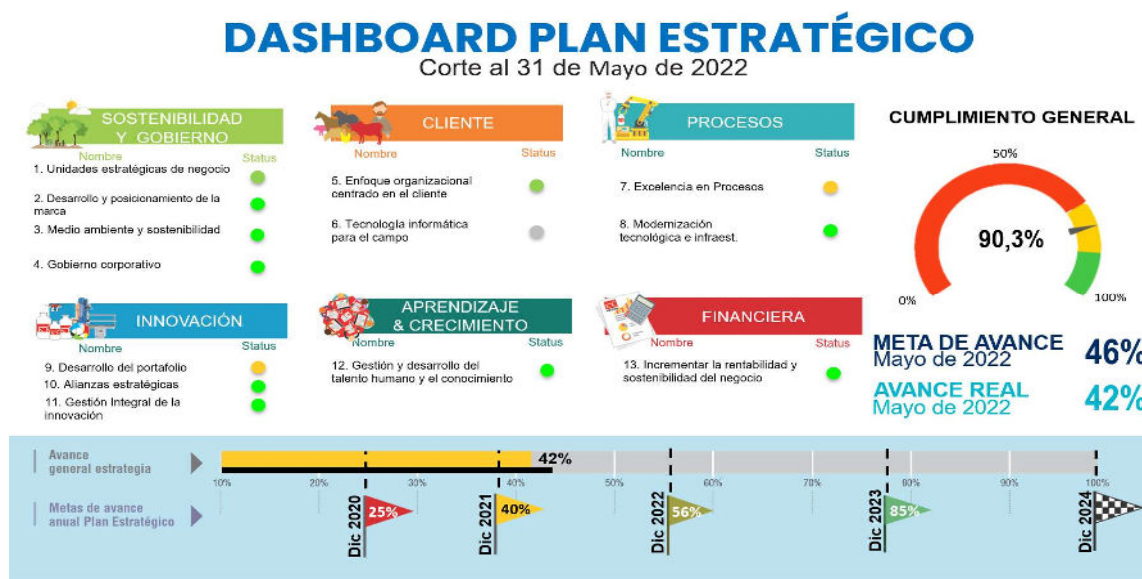 DASHBOARD PLAN ESTRATÉGICO
Corte al 31 de Mayo de 2022
SOSTENIBILIDAD
Y GOBIERNO
Nombre Status
1. Unidades estratégicas de negocio
2. Desarrollo y posicionamiento de la
marca
3. Medio ambiente y sostenibilidad
4. Gobierno corporativo
CLIENTE
Nombre Status
5. Enfoque organizacional
centrado en el cliente
6. Tecnología informática
para el campo
PROCESOS
Nombre Status
7. Excelencia en Procesos
8. Modernización
tecnológica e infraest.
CUMPLIMIENTO GENERAL
50%
90,3%
0%
100%
INNOVACIÓN
Nombre Status
9. Desarrollo del portafolio
10. Alianzas estratégicas
11. Gestión Integral de la
innovación
APRENDIZAJE
& CRECIMIENTO
Nombre Status
12. Gestión y desarrollo del
talento humano y el conocimiento
FINANCIERA
Nombre Status
13. Incrementar la rentabilidad y
sostenibilidad del negocio
META DE AVANCE
Mayo de 2022
46%
AVANCE REAL
Mayo de 2022
42%
Avance
general estrategia
42%
10% 20% 30% 40% 50% 60% 70% 80% 90% 100%
Metas de avance
anual Plan Estratégico
Dic 2020
25%
Dic 2021
40%
Dic 2022
56%
Dic 2023
85%
Dic 2024